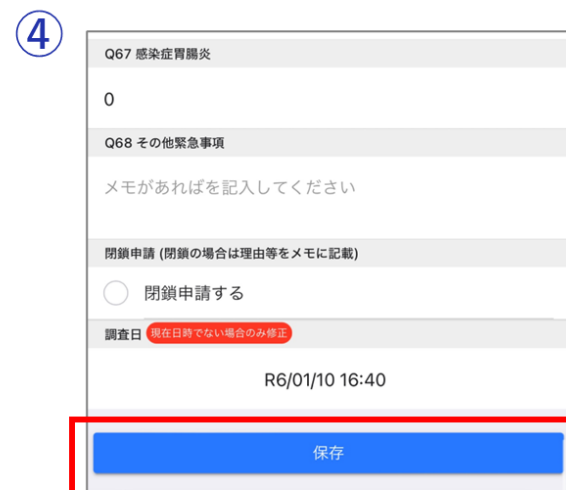 ④
Q67 感染症胃腸炎
0
Q68 その他緊急事項
メモがあればを記入してください
閉鎖申請 (閉鎖の場合は理由等をメモに記載)
閉鎖申請する
調査日 現在日時でない場合のみ修正
R6/01/10 16:40
保存